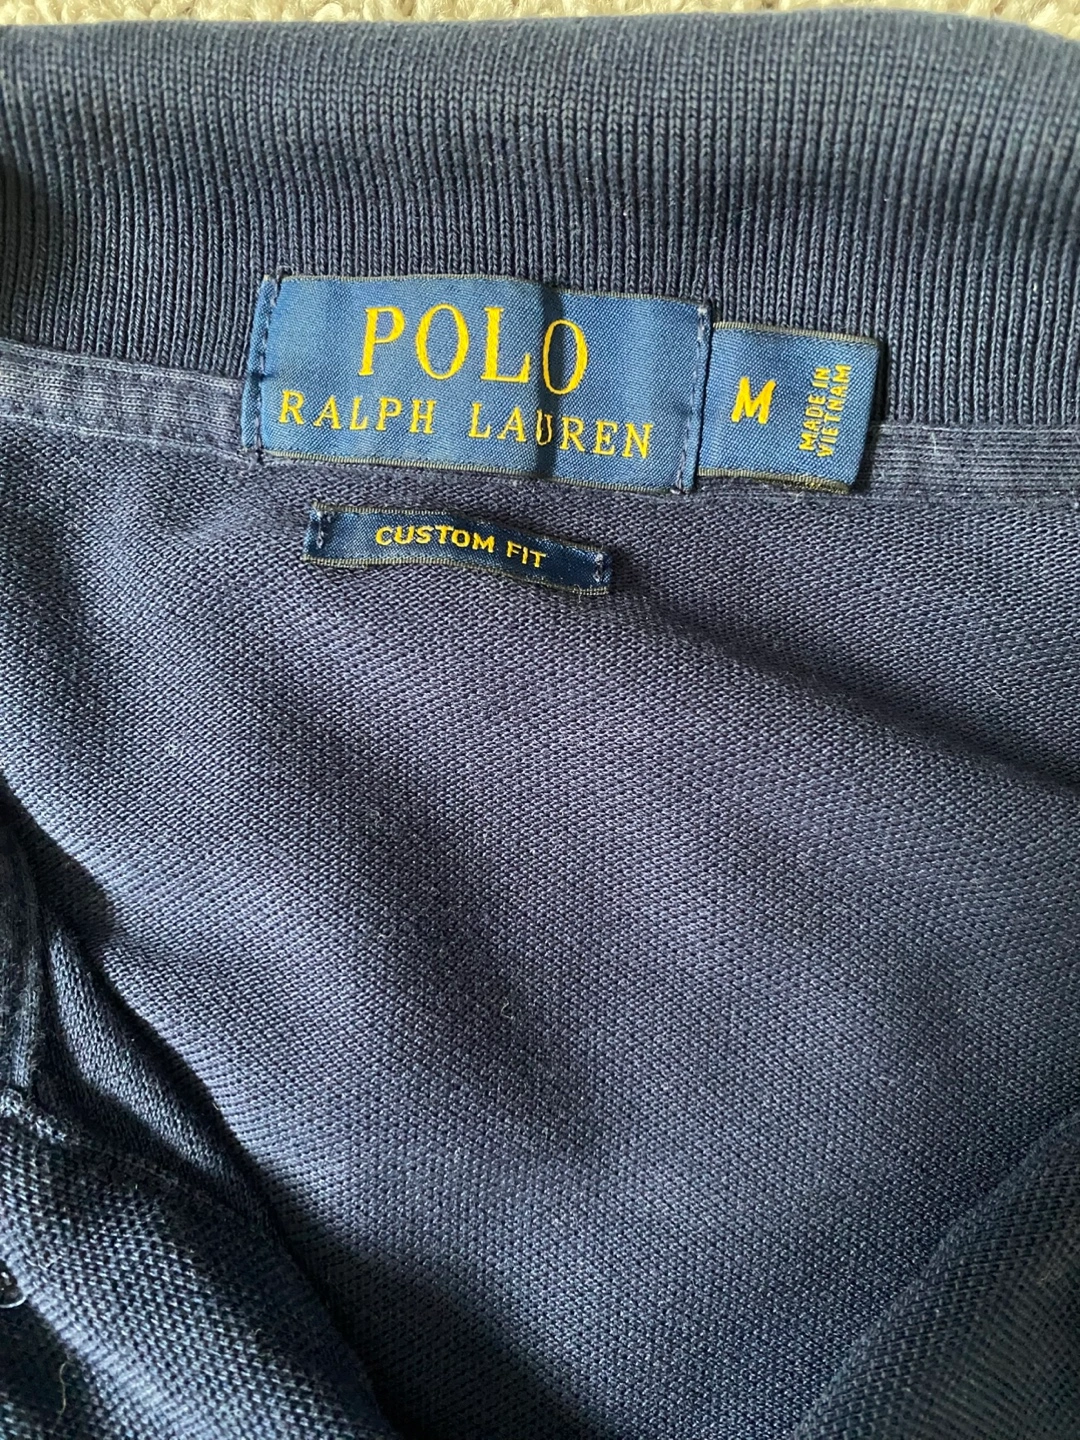 POLO
RALPH LAUREN
M
MADE IN
VIETNAM
CUSTOM FIT